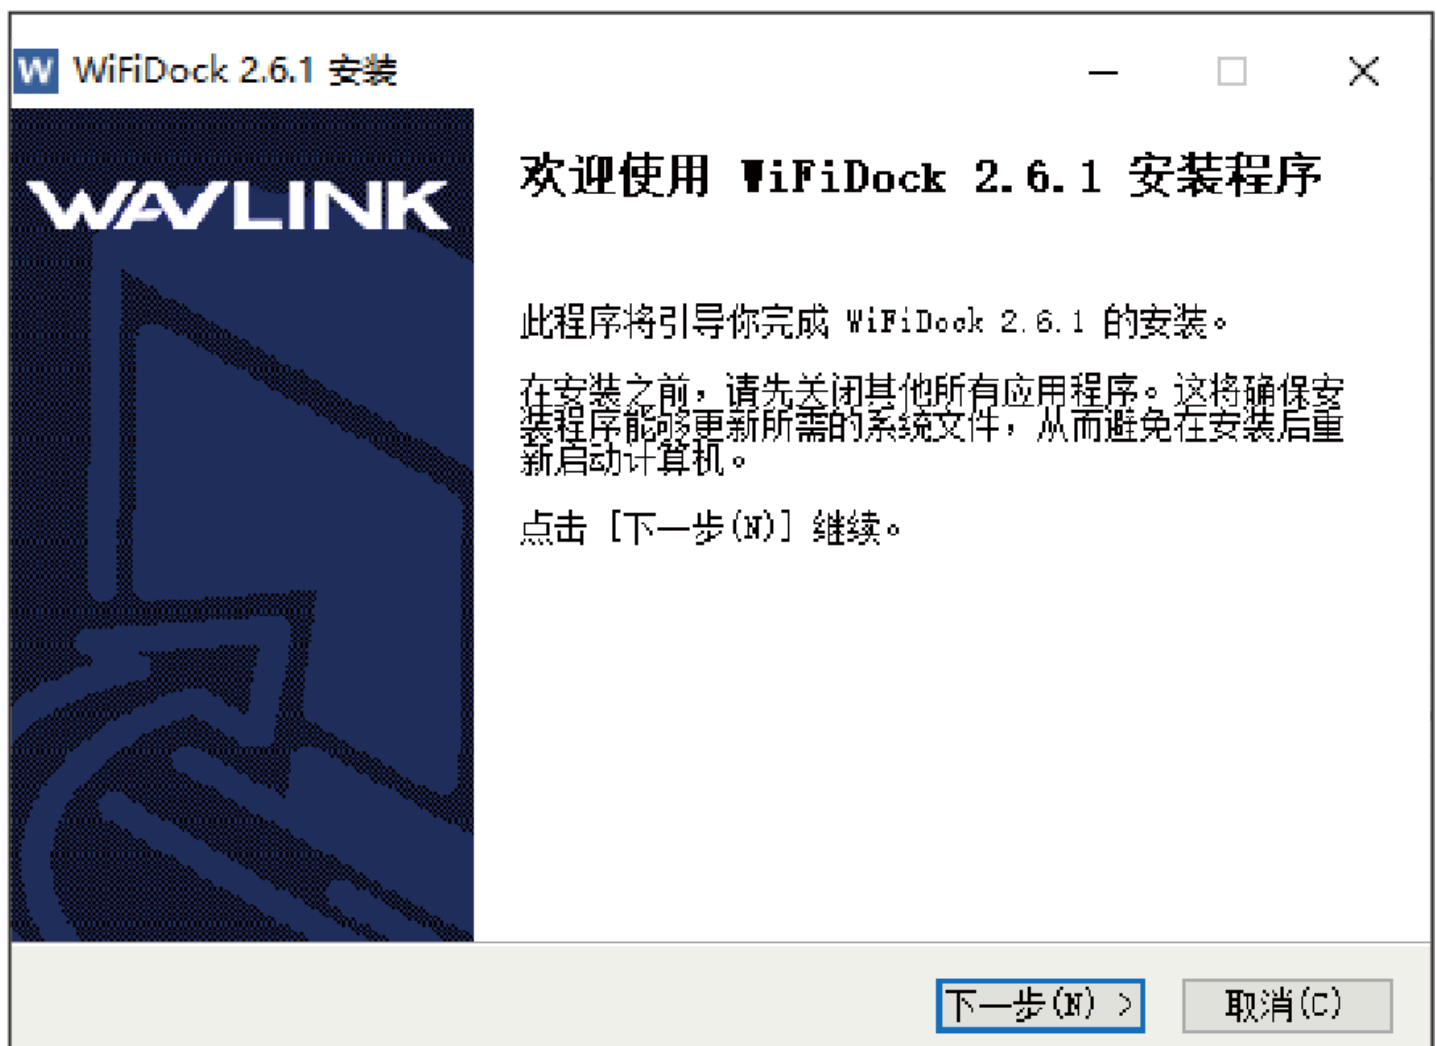 WiFiDock 2.6.1 安装
WAVLINK
欢迎使用 WiFiDock 2.6.1 安装程序
此程序将引导你完成 WiFiDock 2.6.1 的安装。
在安装之前，请先关闭其他所有应用程序。这将确保安
装程序能够更新所需的系统文件，从而避免在安装后重
新启动计算机。
点击 [下一步(N)] 继续。
下一步(N) >
取消(C)